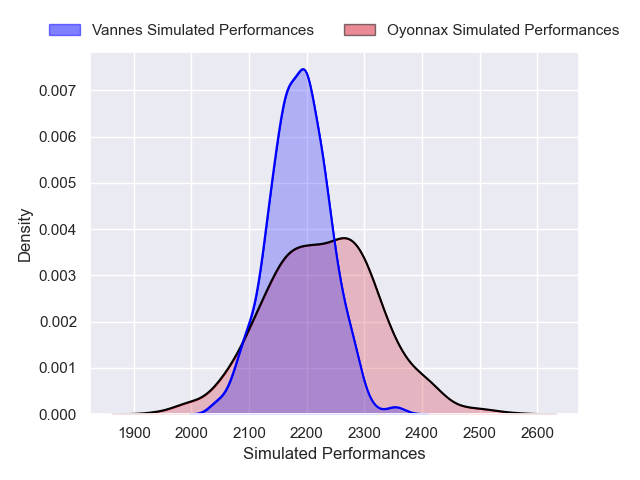 Vannes Simulated Performances
Oyonnax Simulated Performances
0.007
0.006
0.005
0.004
0.003
0.002
0.001
0.000
Density
1900 2000 2100 2200 2300 2400 2500 2600
Simulated Performances